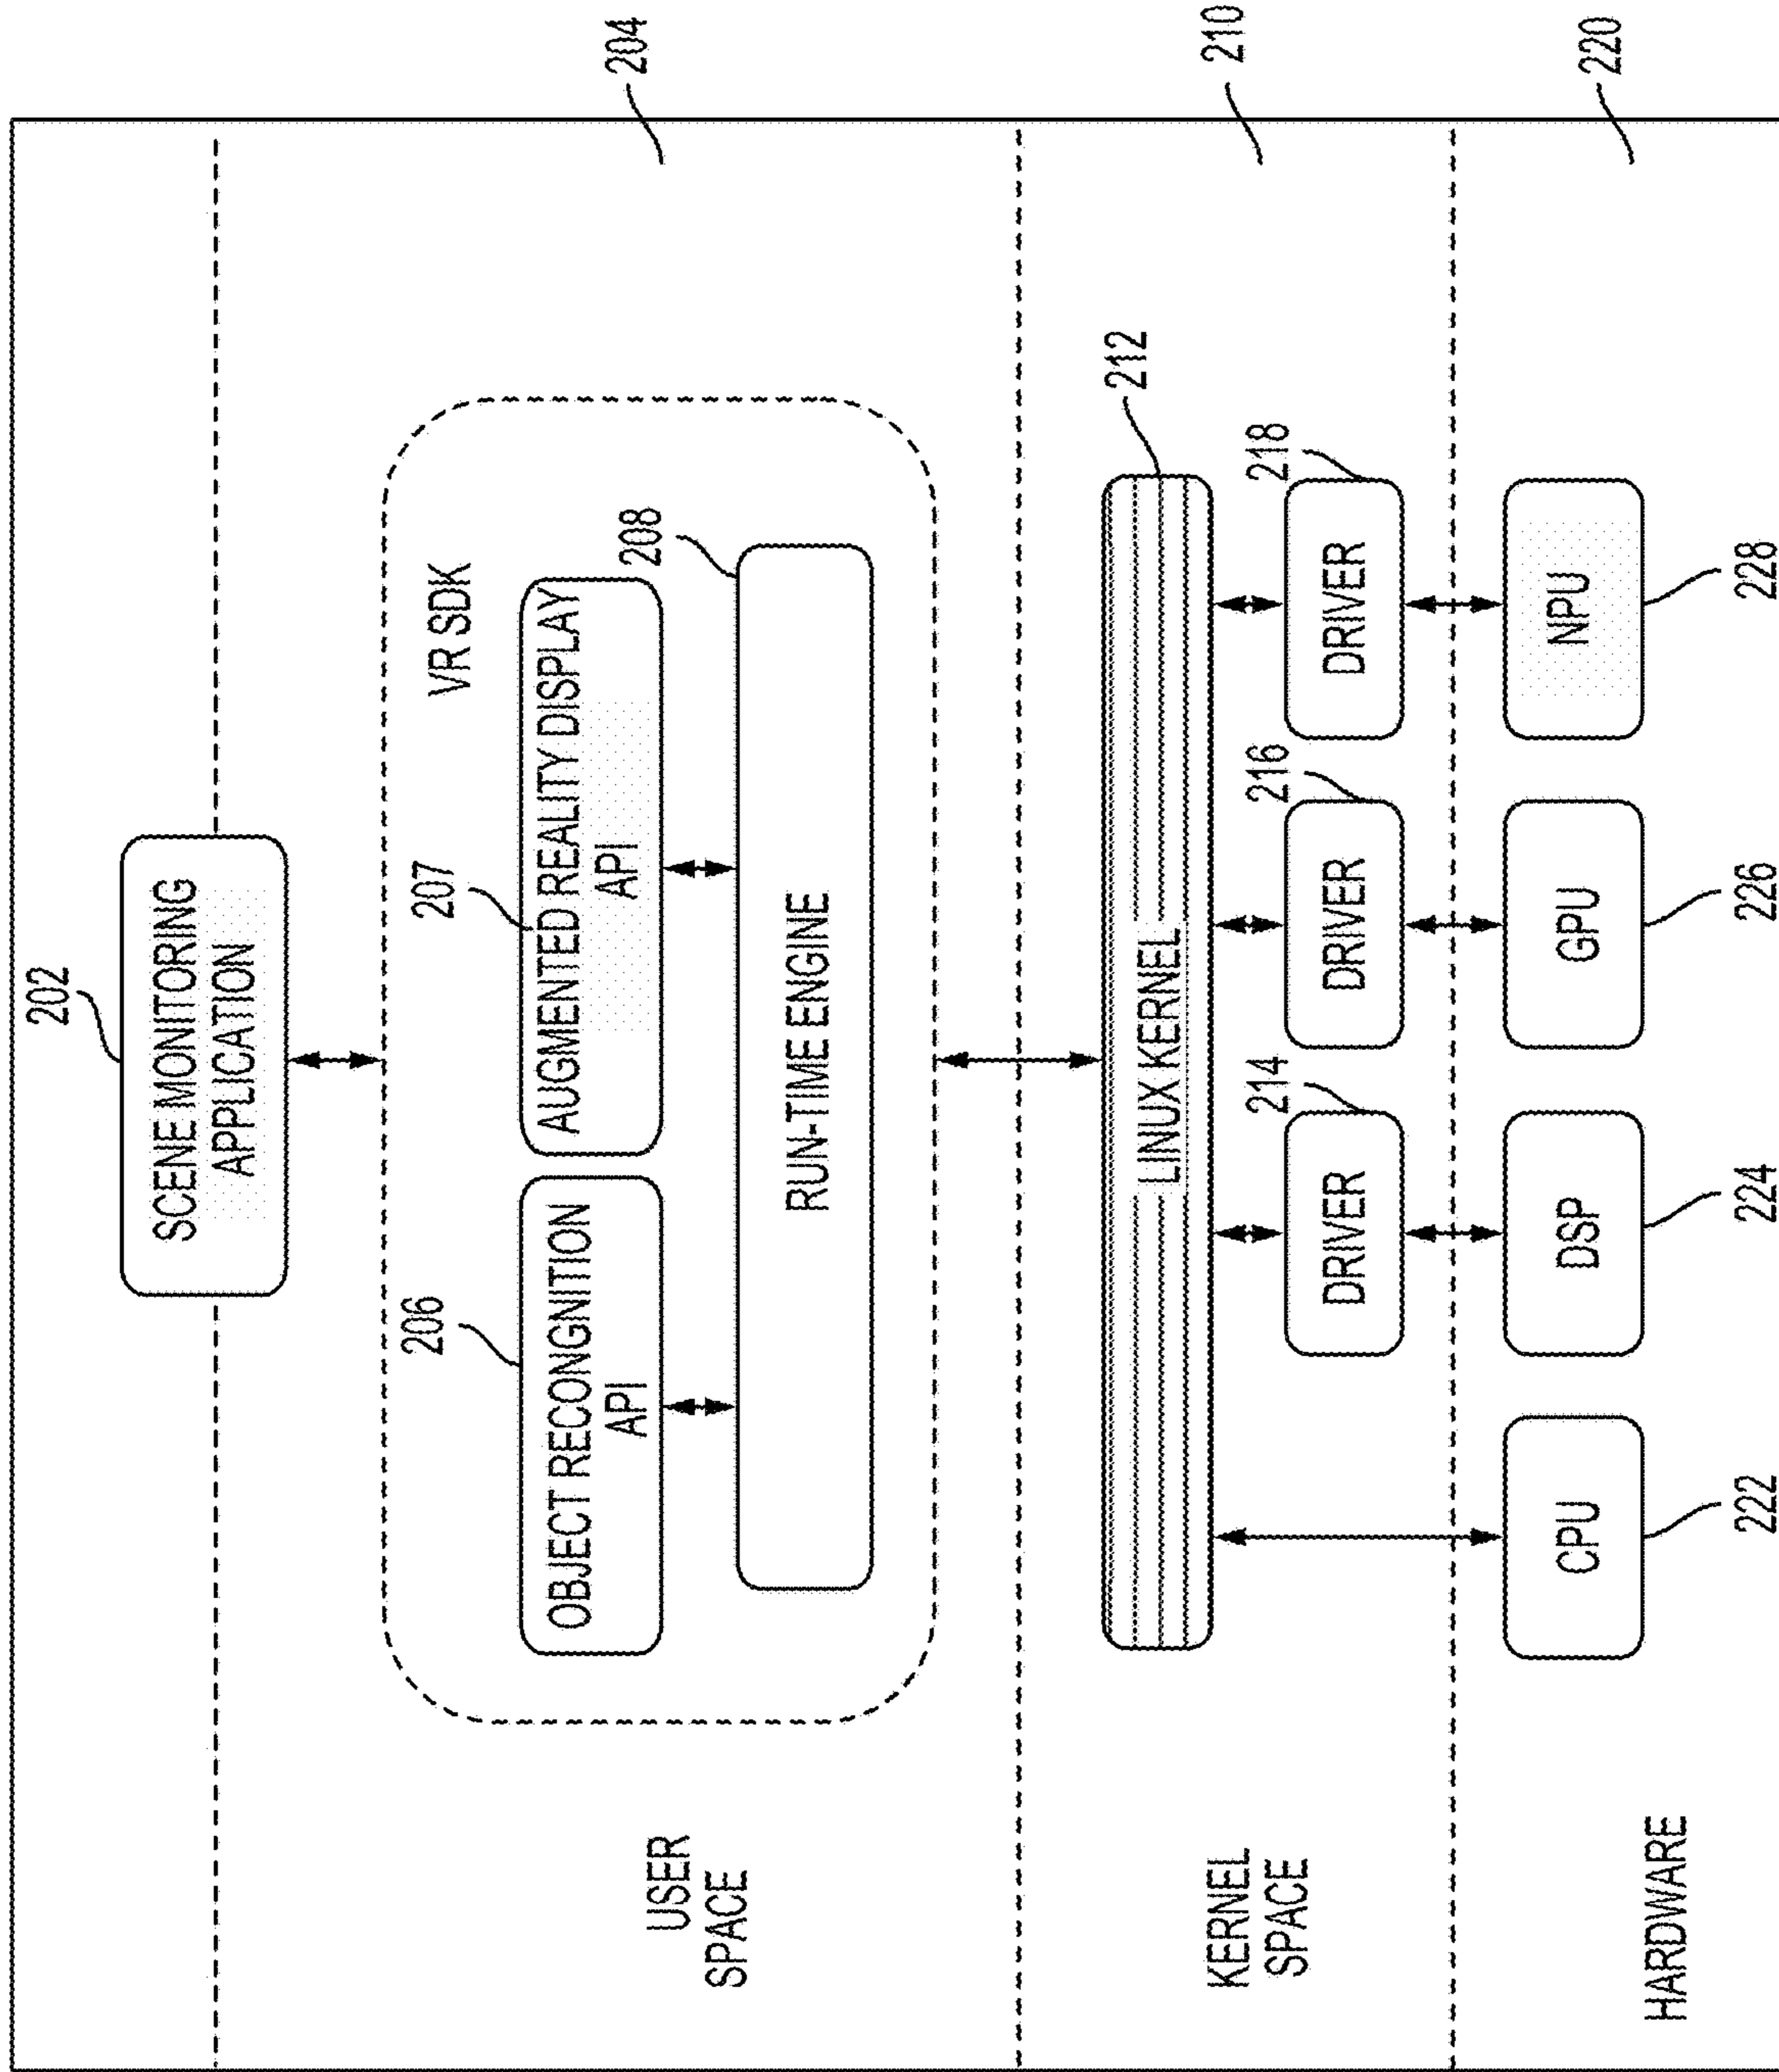 202
SCENE MONITORING
APPLICATION
204
USER
SPACE
VR SDK
206
OBJECT RECONGNITION
API
207
AUGMENTED REALITY DISPLAY
API
208
RUN-TIME ENGINE
210
KERNEL
SPACE
212
LINUX KERNEL
214
DRIVER
216
DRIVER
218
DRIVER
220
HARDWARE
CPU
DSP
GPU
NPU
222
224
226
228